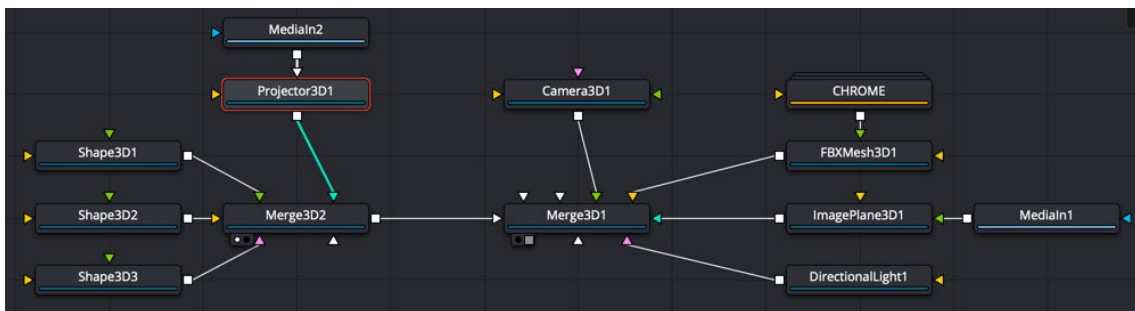 MediaIn2
Projector3D1
Camera3D1
CHROME
Shape3D1
FBXMesh3D1
Shape3D2
Merge3D2
Merge3D1
ImagePlane3D1
MediaIn1
Shape3D3
DirectionalLight1